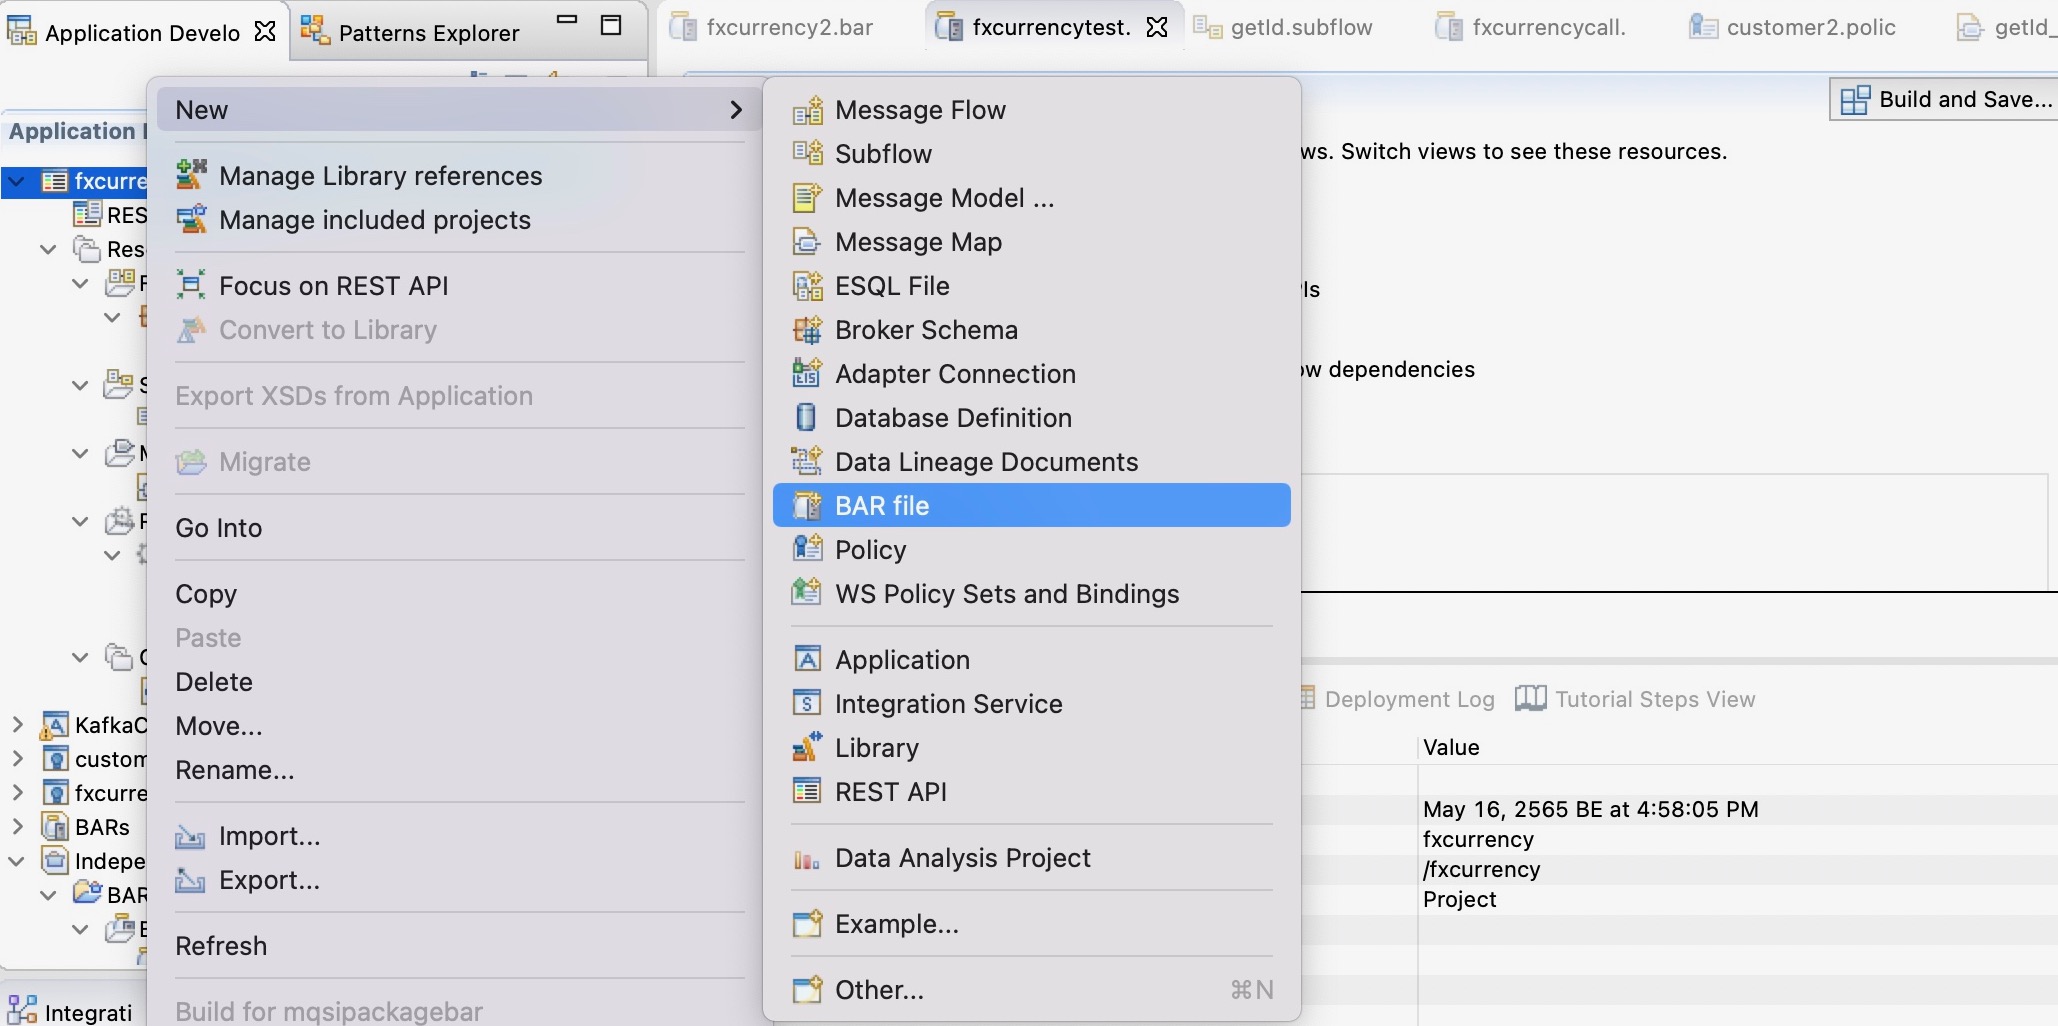 Application Develo
Patterns Explorer
fxcurrency2.bar
fxcurrencytest.
getId.subflow
fxcurrencycall.
customer2.polic
getId_
Build and Save...
Application
fxcurre
RES
Res
KafkaC
custom
fxcurre
BARs
Indepe
BAR
Integrati
New
Manage Library references
Manage included projects
Focus on REST API
Convert to Library
Export XSDs from Application
Migrate
Go Into
Copy
Paste
Delete
Move...
Rename...
Import...
Export...
Refresh
Build for mqsipackagebar
Message Flow
Subflow
Message Model ...
Message Map
ESQL File
Broker Schema
Adapter Connection
Database Definition
Data Lineage Documents
BAR file
Policy
WS Policy Sets and Bindings
Application
Integration Service
Library
REST API
Data Analysis Project
Example...
Other... ⌘N
ws. Switch views to see these resources.
Is
ow dependencies
Deployment Log
Tutorial Steps View
Value
May 16, 2565 BE at 4:58:05 PM
fxcurrency
/fxcurrency
Project